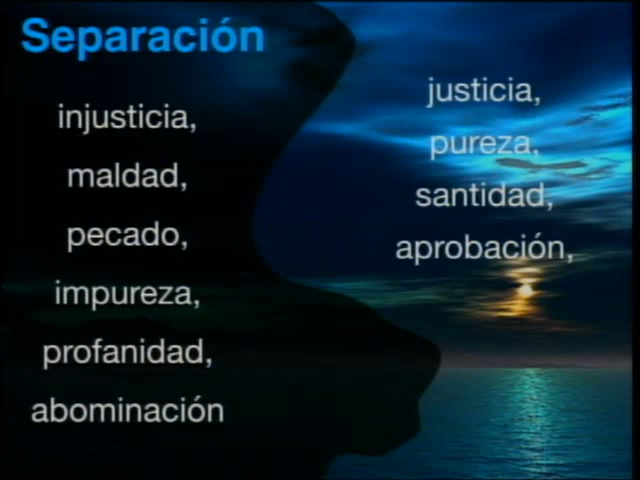 Separación
injusticia,
maldad,
pecado,
impureza,
profanidad,
abominación
justicia,
pureza,
santidad,
aprobación,